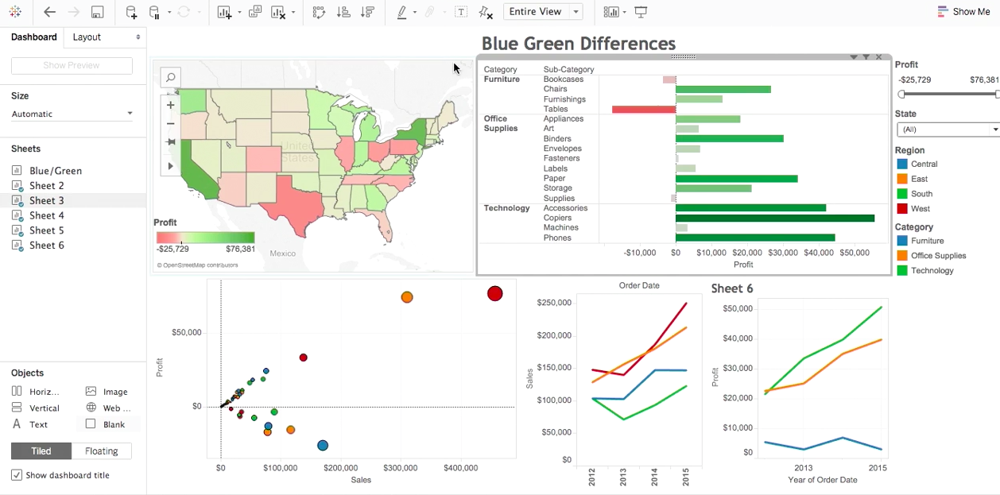 Entire View
Show Me
Dashboard
Layout
Show Preview
Size
Automatic
Sheets
Blue/Green
Sheet 2
Sheet 3
Sheet 4
Sheet 5
Sheet 6
Objects
Horiz...
Image
Vertical
Web ...
A Text
Blank
Tiled
Floating
Show dashboard title
Blue Green Differences
United
States
Mexico
Profit
-$25,729
$76,381
© OpenStreetMap contributors
Category
Sub-Category
Furniture
Bookcases
Chairs
Furnishings
Tables
Office
Supplies
Appliances
Art
Binders
Envelopes
Fasteners
Labels
Paper
Storage
Supplies
Technology
Accessories
Copiers
Machines
Phones
-$10,000 $0 $10,000 $20,000 $30,000 $40,000 $50,000
Profit
Profit
-$25,729
$76,381
State
(All)
Region
Central
East
South
West
Category
Furniture
Office Supplies
Technology
Profit
$50,000
$0
$0 $100,000 $200,000 $300,000 $400,000
Sales
Order Date
Sales
$250,000
$200,000
$150,000
$100,000
$50,000
$0
2012 2013 2014 2015
Sheet 6
Profit
$50,000
$40,000
$30,000
$20,000
$10,000
$0
2013 2015
Year of Order Date